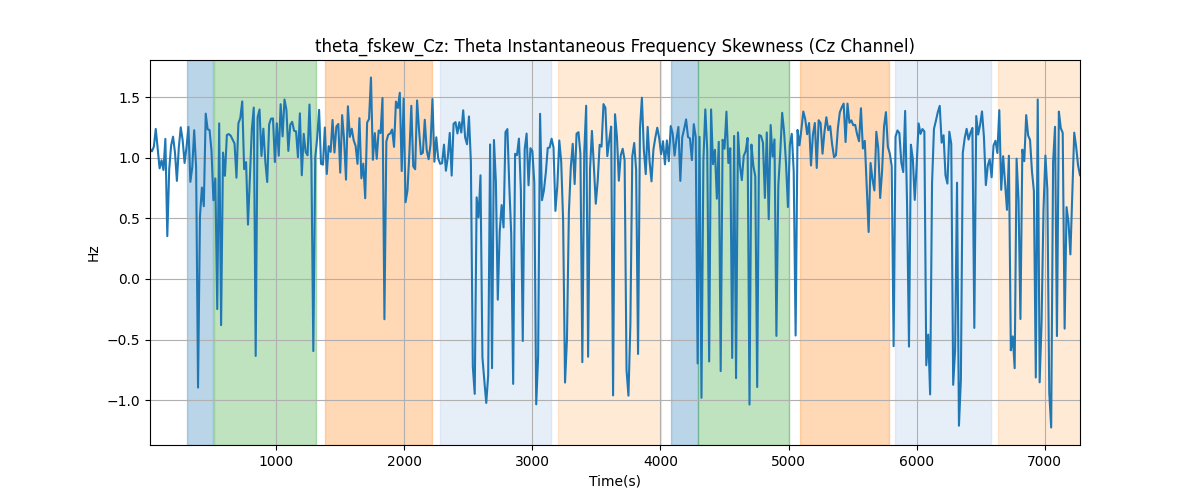 theta_fskew_Cz: Theta Instantaneous Frequency Skewness (Cz Channel)
1.5
1.0
0.5
0.0
−0.5
−1.0
Hz
1000 2000 3000 4000 5000 6000 7000
Time(s)